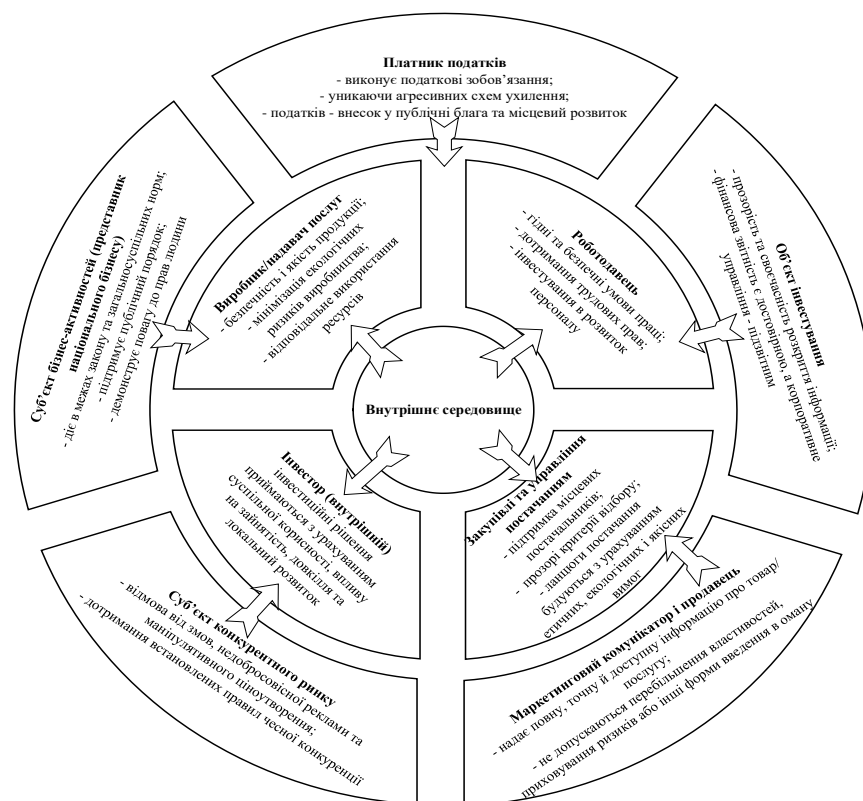 Платник податків
- виконує податкові зобов’язання;
- уникаючи агресивних схем ухилення;
- податків - внесок у публічні блага та місцевий розвиток
Суб’єкт бізнес-активностей (представник
національного бізнесу)
- діє в межах закону та загальносуспільних норм;
- підтримує публічний порядок;
- демонструє повагу до прав людини
Виробник/надавач послуг
- безпечність і якість продукції;
- мінімізація екологічних
ризиків виробництва;
- відповідальне використання
ресурсів
Роботодавець
- гідні та безпечні умови праці;
- дотримання трудових прав;
- інвестування в розвиток
персоналу
Об’єкт інвестування
- прозорість та своєчасність розкриття інформації;
- фінансова звітність є достовірною, а корпоративне
управління - підзвітним
Внутрішнє середовище
Інвестор (внутрішній)
інвестиційні рішення
приймаються з урахуванням
суспільної корисності, впливу
на зайнятість, довкілля та
локальний розвиток
Закупівлі та управління
постачанням
- підтримка місцевих
постачальників;
- прозорі критерії відбору;
- ланцюги постачання
будуються з урахуванням
етичних, екологічних і якісних
вимог
Суб’єкт конкурентного ринку
- відмова від змов, недобросовісної реклами та
маніпулятивного ціноутворення;
- дотримання встановлених правил чесної конкуренції
Маркетинговий комунікатор і продавець
- надає повну, точну й доступну інформацію про товар/
послугу;
- не допускаються перебільшення властивостей,
приховування ризиків або інші форми введення в оману